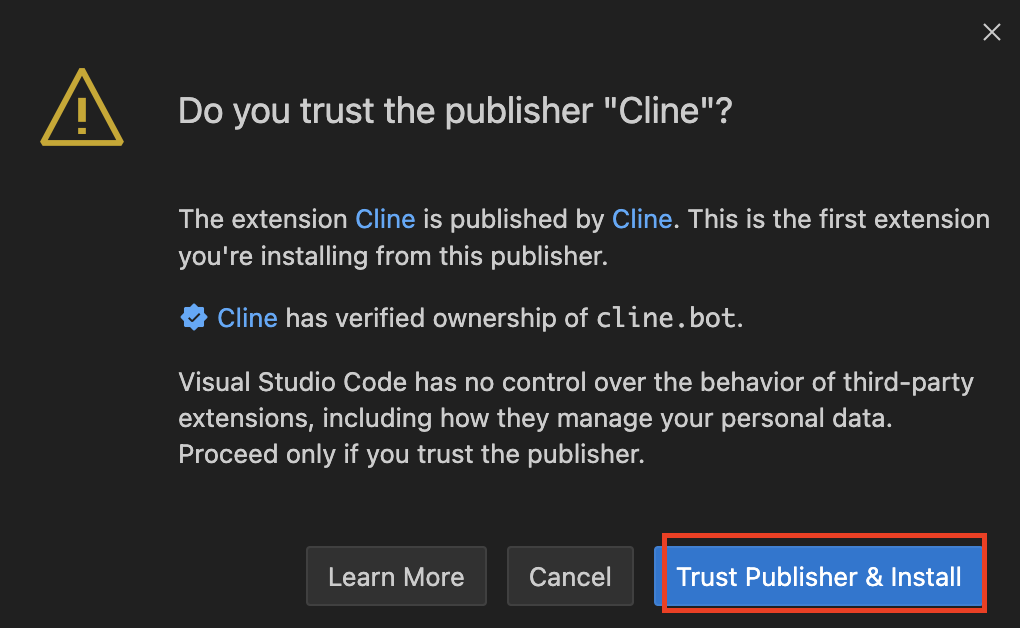 Do you trust the publisher "Cline"?
The extension Cline is published by Cline. This is the first extension
you're installing from this publisher.
Cline has verified ownership of cline.bot.
Visual Studio Code has no control over the behavior of third-party
extensions, including how they manage your personal data.
Proceed only if you trust the publisher.
Learn More
Cancel
Trust Publisher & Install